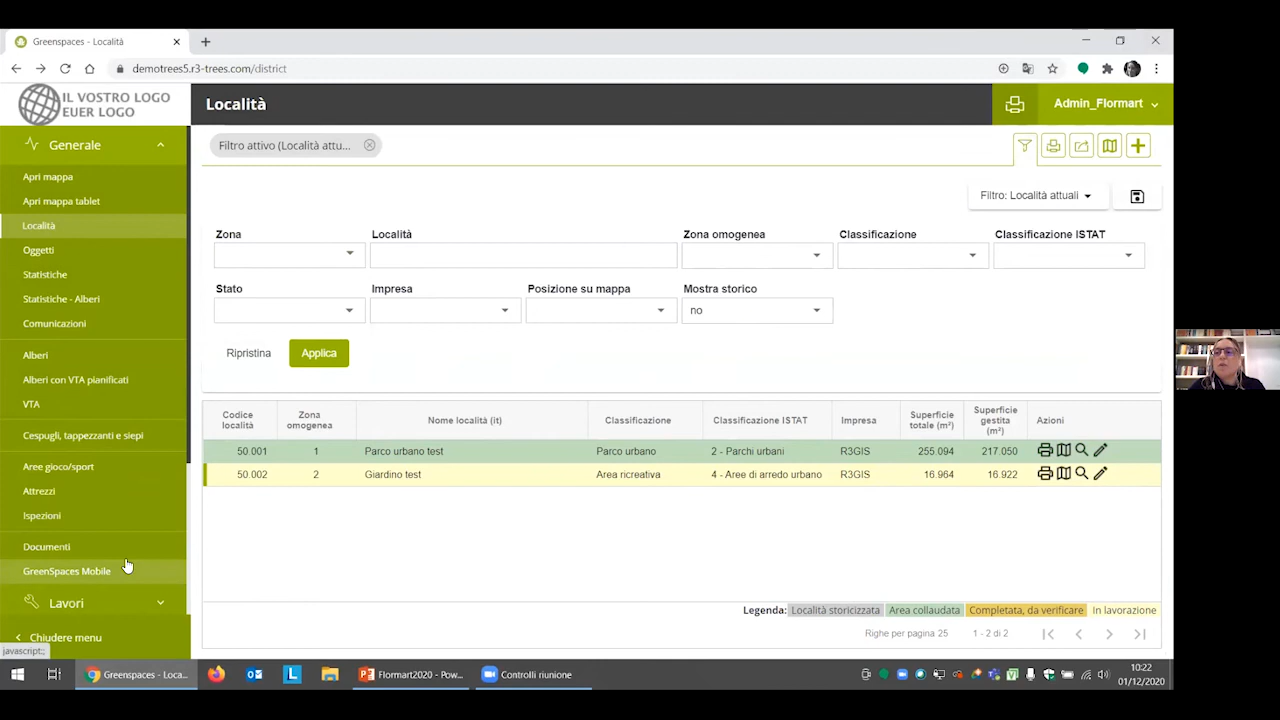 Greenspaces - Località
demotrees5.r3-trees.com/district
IL VOSTRO LOGO
EUER LOGO
Località
Admin_Flormart
Generale
Apri mappa
Apri mappa tablet
Località
Oggetti
Statistiche
Statistiche - Alberi
Comunicazioni
Alberi
Alberi con VTA pianificati
VTA
Cespugli, tappezzanti e siepi
Aree gioco/sport
Attrezzi
Ispezioni
Documenti
GreenSpaces Mobile
Lavori
Chiudere menu
javascript:;
Filtro attivo (Località attu...
Filtro: Località attuali
Zona Località Zona omogenea Classificazione Classificazione ISTAT
Stato Impresa Posizione su mappa Mostra storico
no
Ripristina Applica
Codice località Zona omogenea Nome località (it) Classificazione Classificazione ISTAT Impresa Superficie totale (m²) Superficie gestita (m²) Azioni
50.001 1 Parco urbano test Parco urbano 2 - Parchi urbani R3GIS 255.094 217.050
50.002 2 Giardino test Area ricreativa 4 - Aree di arredo urbano R3GIS 16.964 16.922
Legenda: Località storicizzata Area collaudata Completata, da verificare In lavorazione
Righe per pagina 25 1 - 2 di 2
Greenspaces - Loca...
L
Flormart2020 - Pow...
Controlli riunione
10:22
01/12/2020